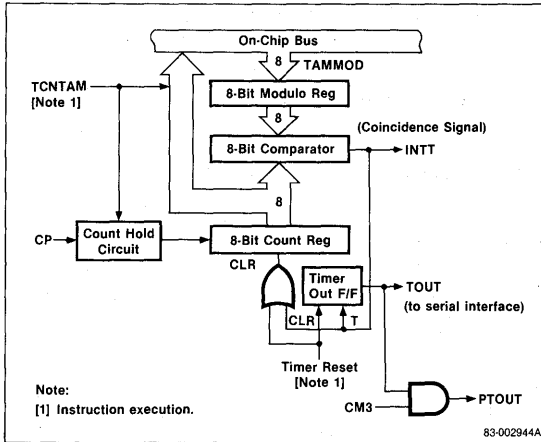 On-Chip Bus
8
TAMMOD
TCNTAM
[Note 1]
8-Bit Modulo Reg
8
(Coincidence Signal)
8-Bit Comparator
INTT
8
CP
Count Hold
Circuit
8-Bit Count Reg
CLR
Timer
Out F/F
TOUT
(to serial interface)
CLR
T
Timer Reset
[Note 1]
Note:
[1] Instruction execution.
CM3
PTOUT
83-002944A